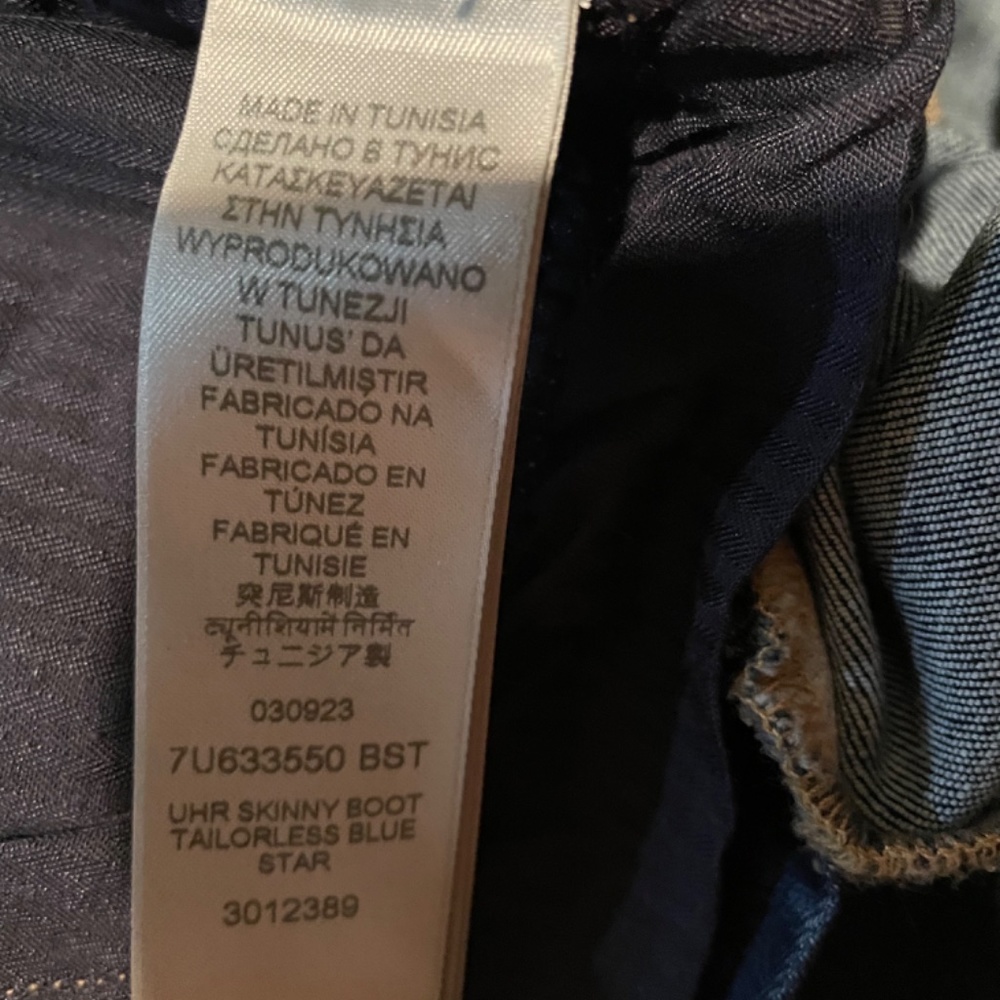 MADE IN TUNISIA
СДЕЛАНО В ТУНИС
ΚΑΤΑΣΚΕΥΑΖΕΤΑΙ
ΣΤΗΝ ΤΥΝΗΣΙΑ
WYPRODUKOWANO
W TUNEZJI
TUNUS' DA
ÜRETILMIŞTIR
FABRICADO NA
TUNÍSIA
FABRICADO EN
TÚNEZ
FABRIQUÉ EN
TUNISIE
突尼斯制造
ट्यूनीशियामें निर्मित
チュニジア製
030923
7U633550 BST
UHR SKINNY BOOT
TAILORLESS BLUE
STAR
3012389